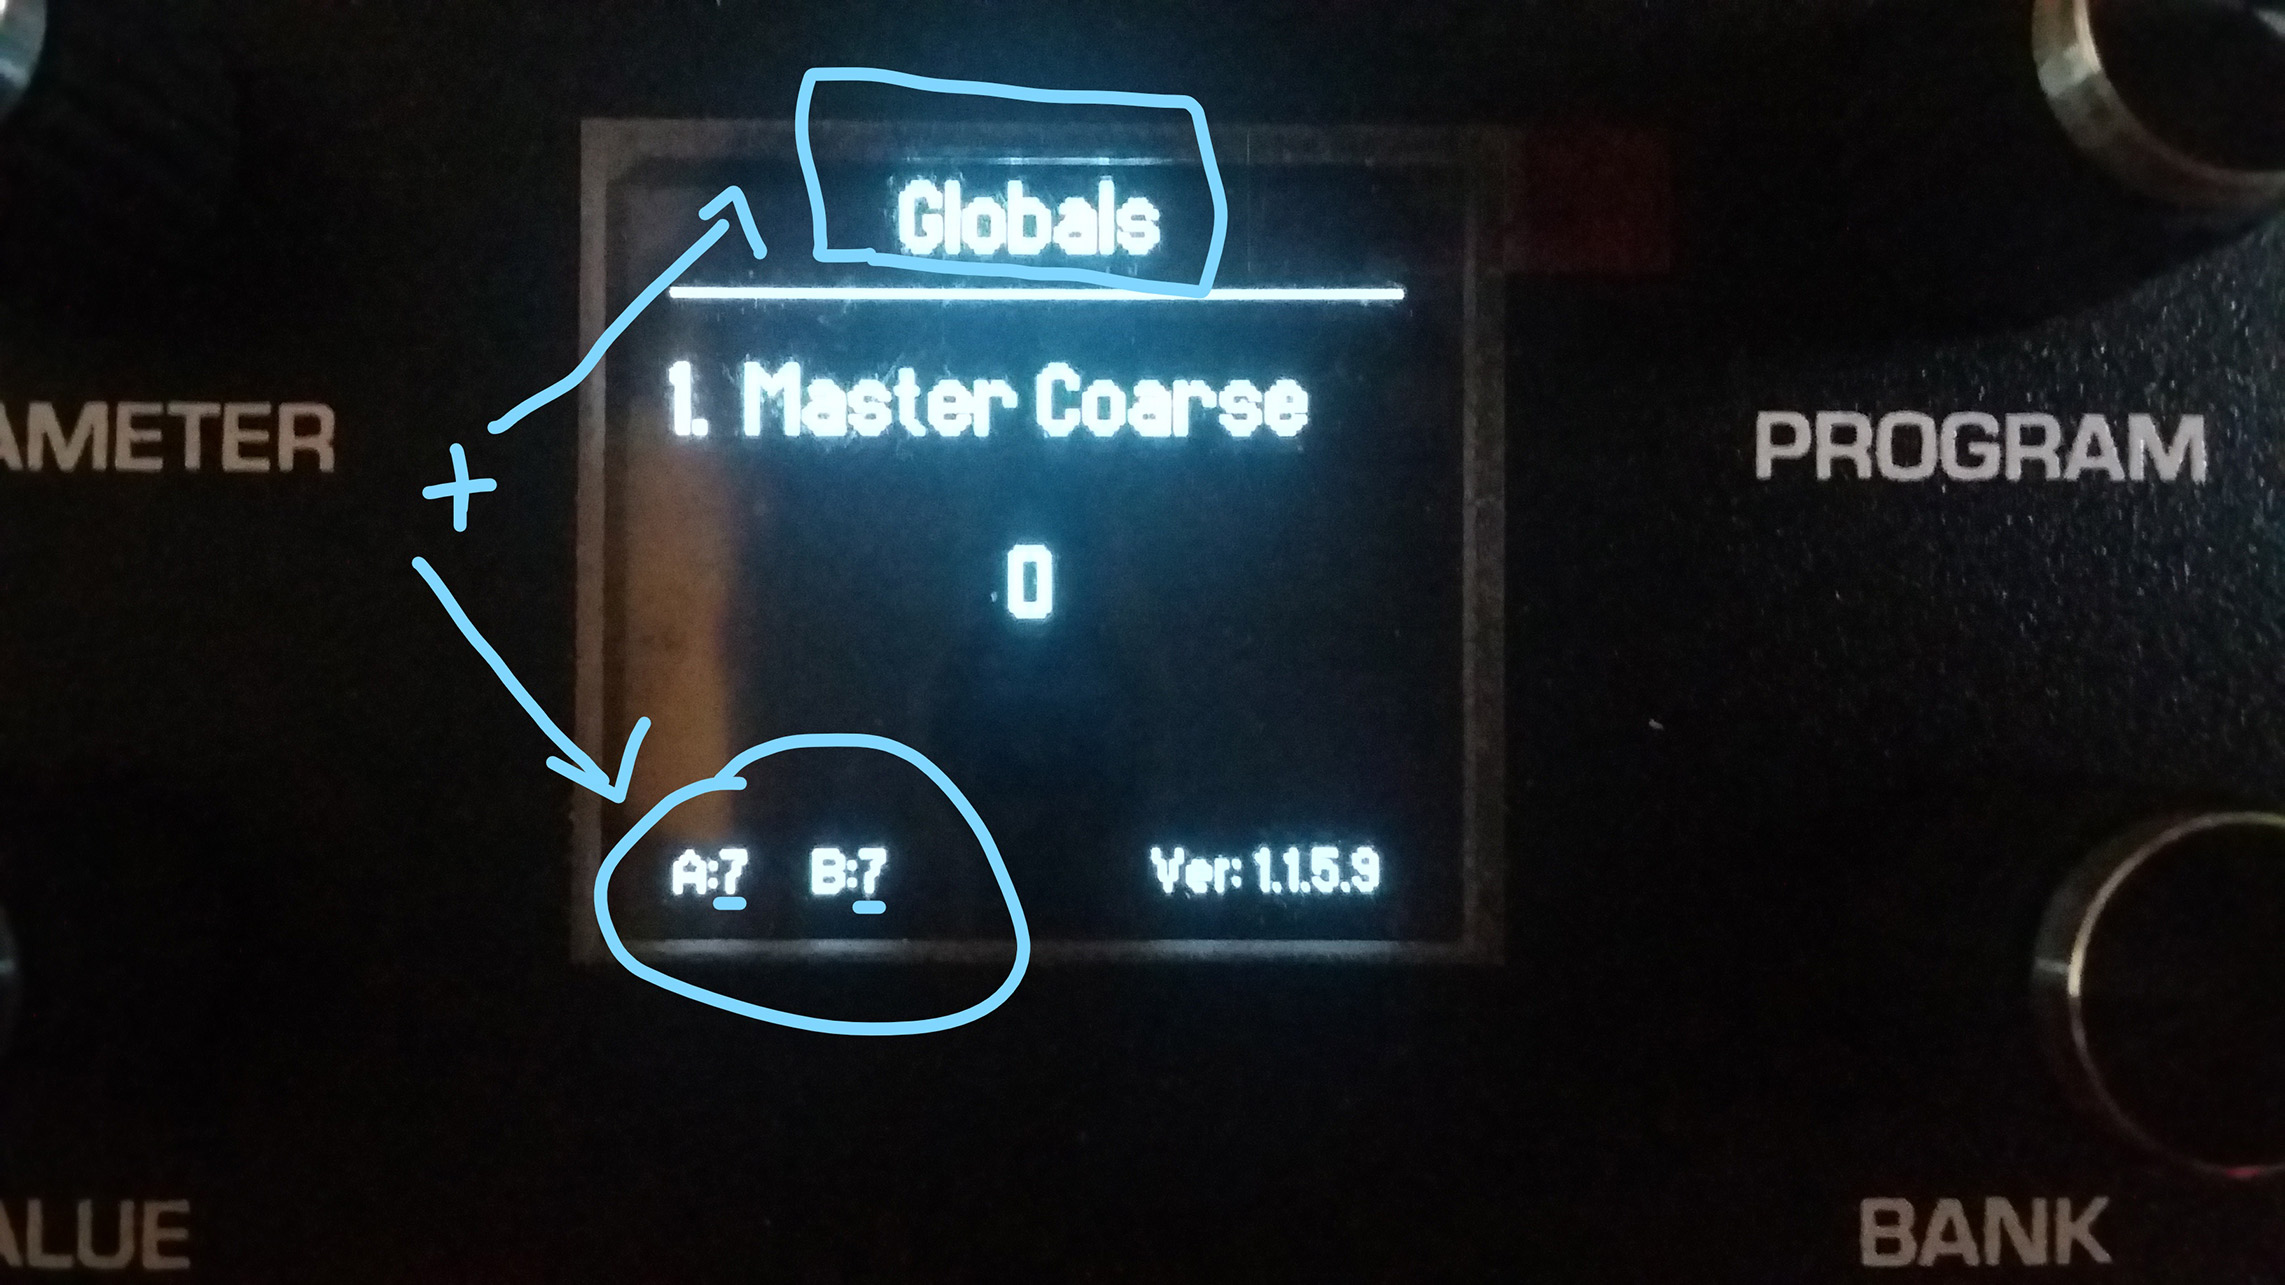 Globals
1. Master Coarse
AMETER
PROGRAM
+
0
A:7 B:7 Ver: 1.1.5.9
ALUE
BANK